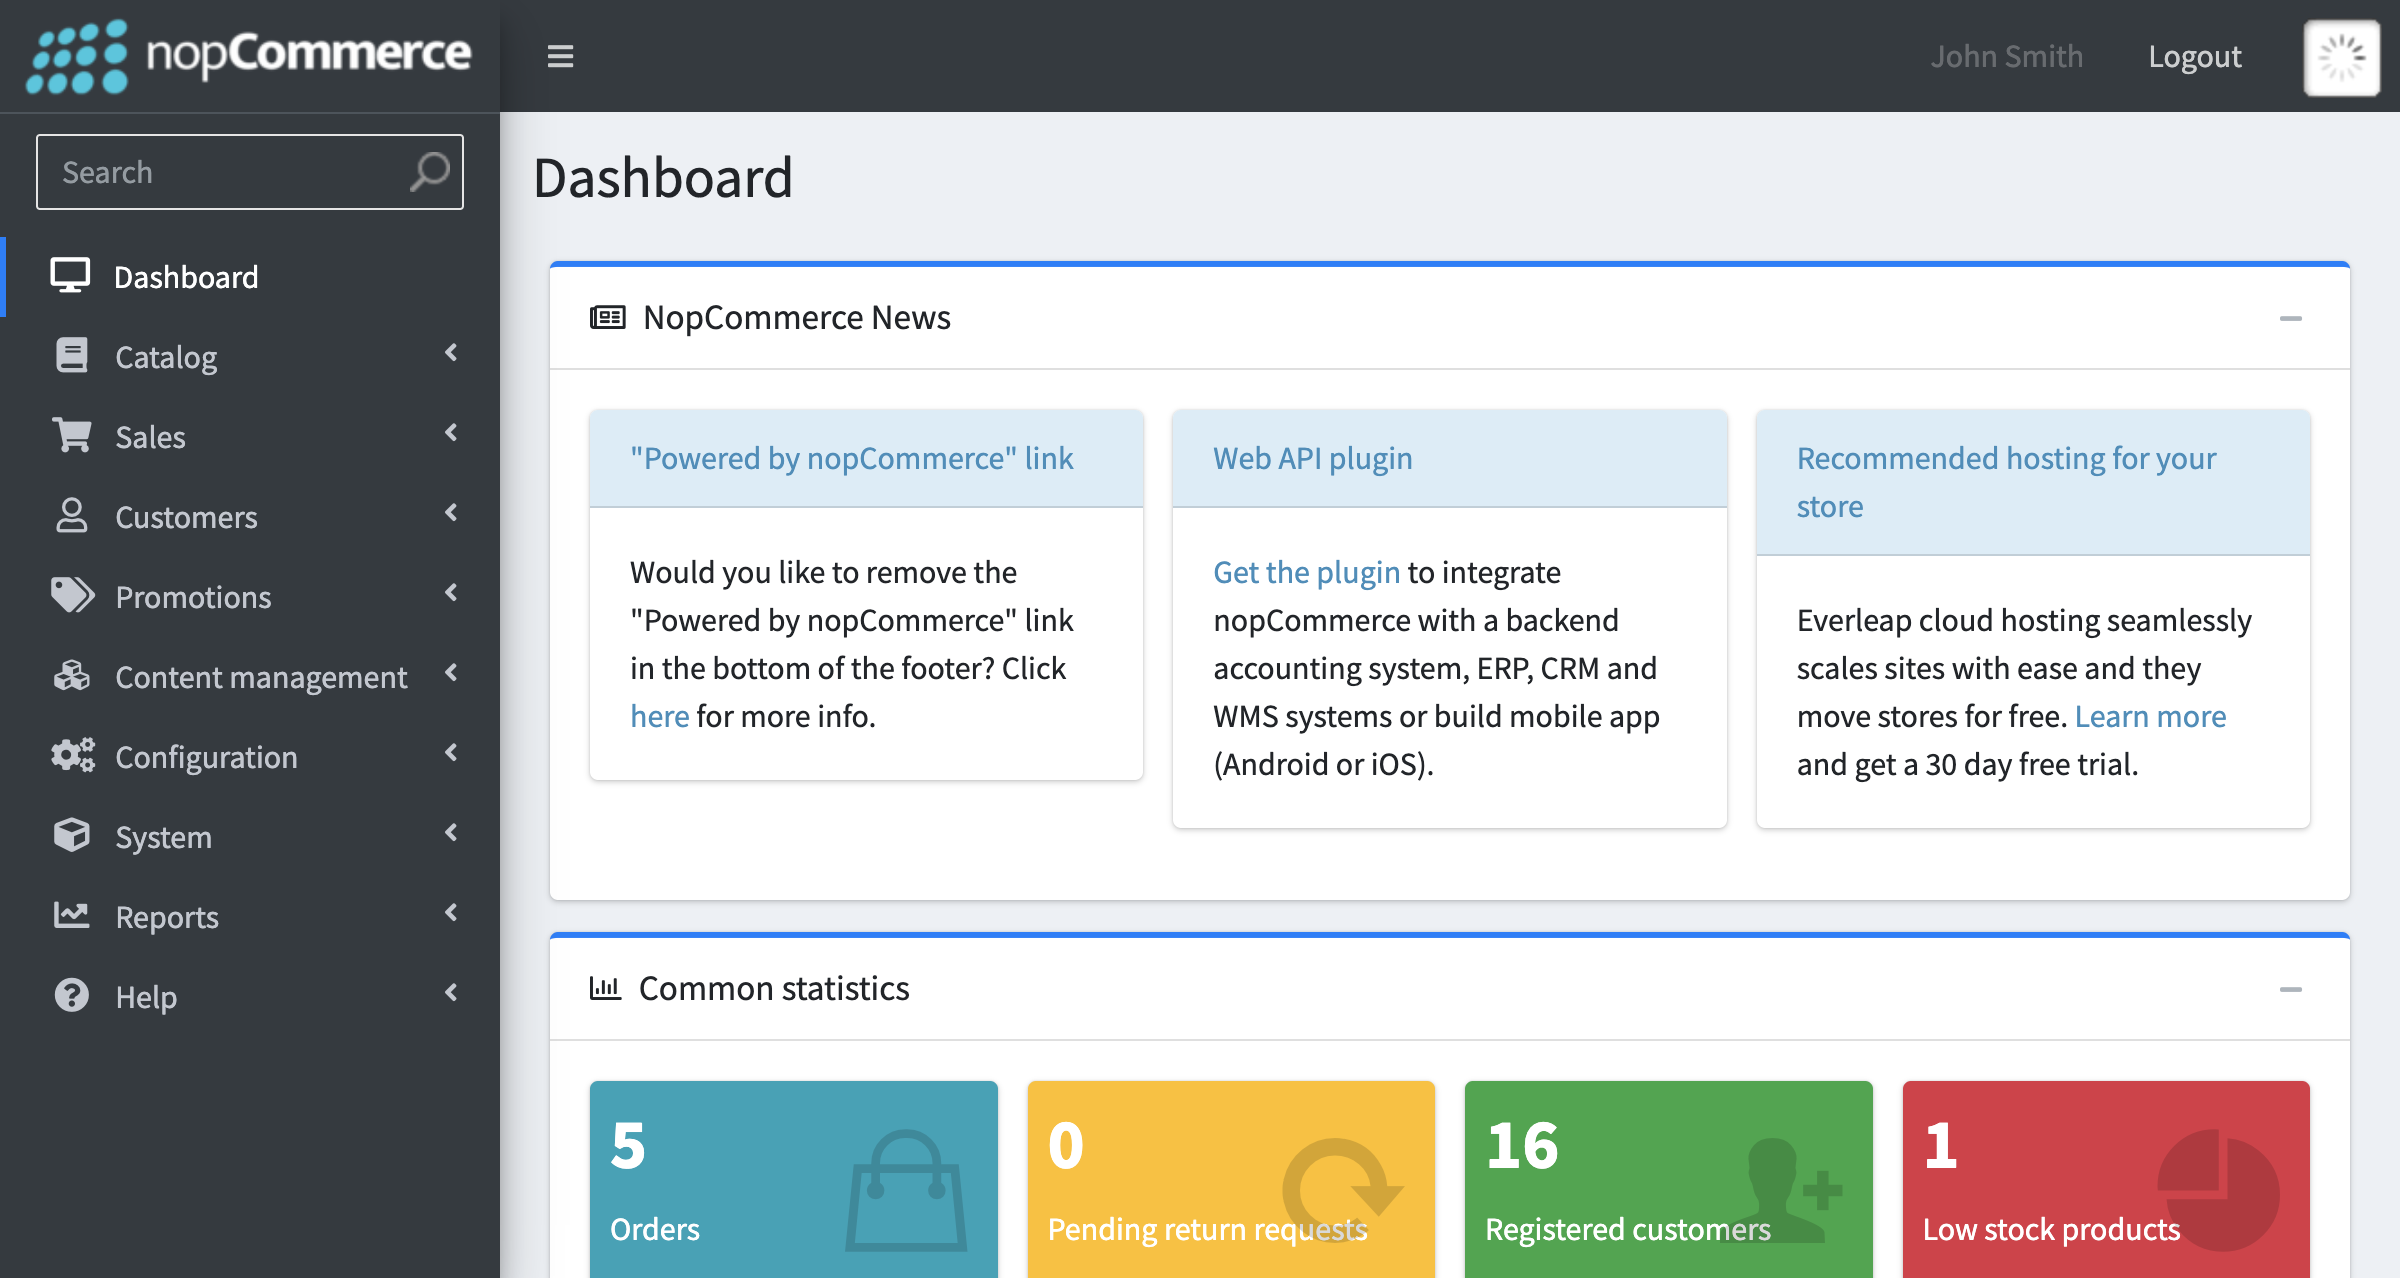 nopCommerce
John Smith
Logout
Search
Dashboard
Catalog
Sales
Customers
Promotions
Content management
Configuration
System
Reports
Help
Dashboard
NopCommerce News
"Powered by nopCommerce" link
Would you like to remove the
"Powered by nopCommerce" link
in the bottom of the footer? Click
here for more info.
Web API plugin
Get the plugin to integrate
nopCommerce with a backend
accounting system, ERP, CRM and
WMS systems or build mobile app
(Android or iOS).
Recommended hosting for your
store
Everleap cloud hosting seamlessly
scales sites with ease and they
move stores for free. Learn more
and get a 30 day free trial.
Common statistics
5
Orders
0
Pending return requests
16
Registered customers
1
Low stock products